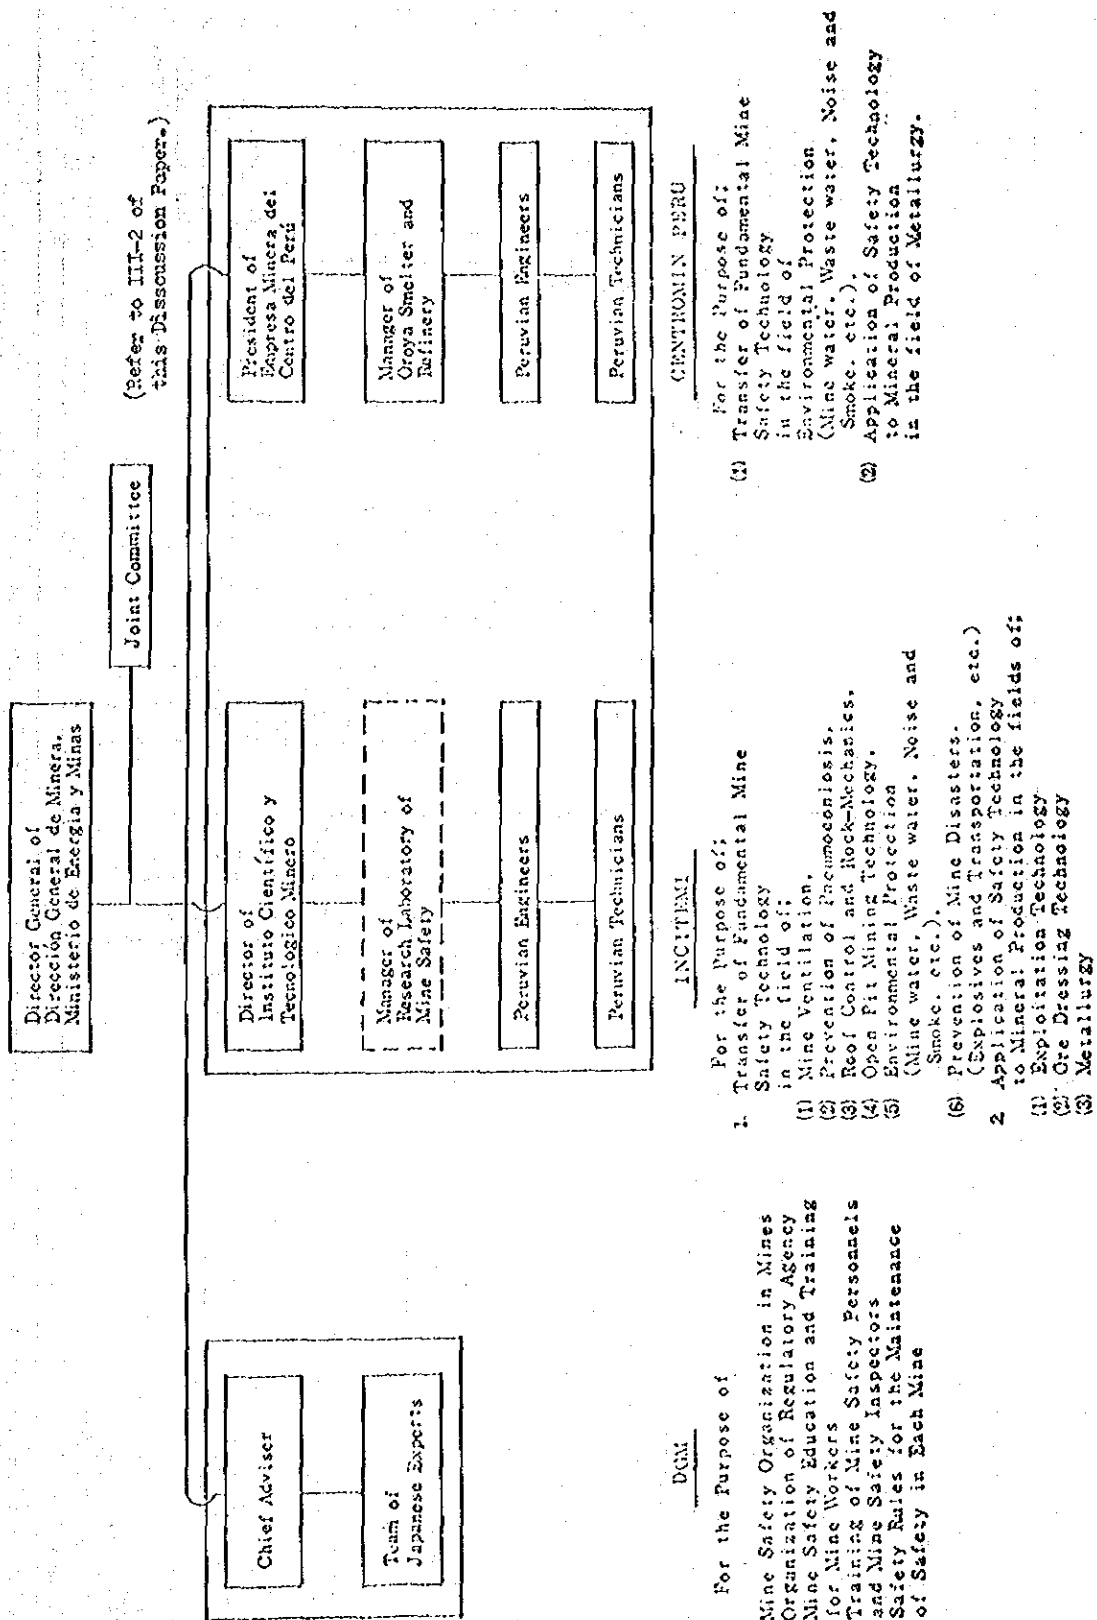 Director General of
Dirección General de Minera,
Ministerio de Energia y Minas
Joint Committee
(Refer to III-2 of
this Disscussion Paper.)
Chief Adviser
Team of
Japanese Experts
Director of
Instituto Científico y
Tecnologico Minero
Manager of
Research Laboratory of
Mine Safety
Peruvian Engineers
Peruvian Technicians
President of
Empresa Minera del
Centro del Perú
Manager of
Oroya Smelter and
Refinery
Peruvian Engineers
Peruvian Technicians
DGM
For the Purpose of
Mine Safety Organization in Mines
Organization of Regulatory Agency
Mine Safety Education and Training
for Mine Workers
Training of Mine Safety Personnels
and Mine Safety Inspectors
Safety Rules for the Maintenance
of Safety in Each Mine
INCITEMI
For the Purpose of;
1. Transfer of Fundamental Mine
Safety Technology
in the field of;
(1) Mine Ventilation,
(2) Prevention of Pneumoconiosis,
(3) Roof Control and Rock-Mechanics,
(4) Open Pit Mining Technology,
(5) Environmental Protection
(Mine water, Waste water, Noise and
Smoke. etc.),
(6) Prevention of Mine Disasters.
(Explosives and Transportation, etc.)
2 Application of Safety Technology
to Mineral Production in the fields of;
(1) Exploitation Technology
(2) Ore Dressing Technology
(3) Metallurgy
CENTROMIN PERU
For the Purpose of;
(1) Transfer of Fundamental Mine
Safety Technology
in the field of
Environmental Protection
(Mine water, Waste water, Noise and
Smoke. etc.),
(2) Application of Safety Technology
to Mineral Production
in the field of Metallurgy.